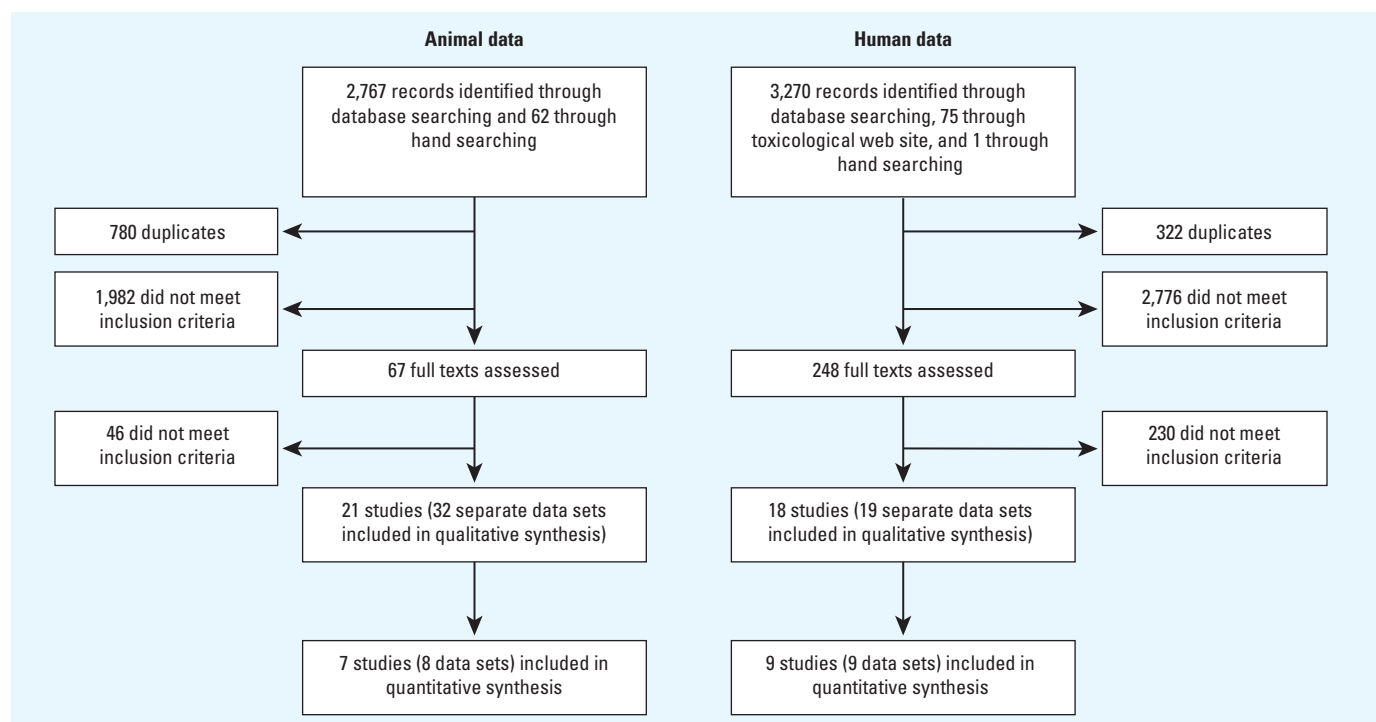 Animal data
2,767 records identified through
database searching and 62 through
hand searching
780 duplicates
1,982 did not meet
inclusion criteria
67 full texts assessed
46 did not meet
inclusion criteria
21 studies (32 separate data sets
included in qualitative synthesis)
7 studies (8 data sets) included in
quantitative synthesis
Human data
3,270 records identified through
database searching, 75 through
toxicological web site, and 1 through
hand searching
322 duplicates
2,776 did not meet
inclusion criteria
248 full texts assessed
230 did not meet
inclusion criteria
18 studies (19 separate data sets
included in qualitative synthesis)
9 studies (9 data sets) included in
quantitative synthesis